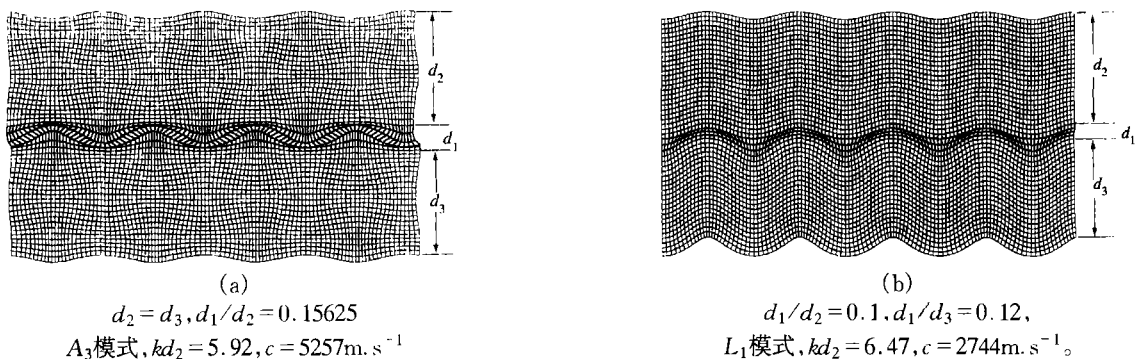 d₂
d₁
d₃
(a)
d₂ = d₃, d₁/d₂ = 0.15625
A₃模式, kd₂ = 5.92, c = 5257m.s⁻¹
d₂
d₁
d₃
(b)
d₁/d₂ = 0.1, d₁/d₃ = 0.12,
L₁模式, kd₂ = 6.47, c = 2744m.s⁻¹。